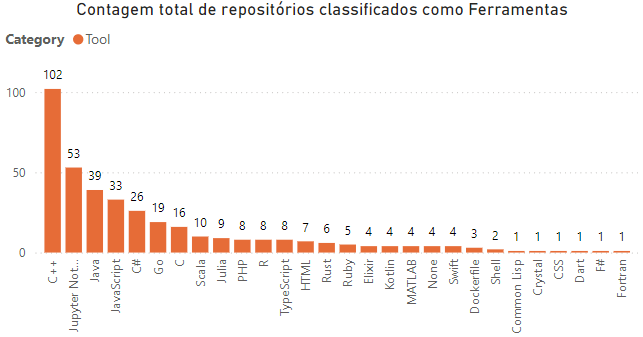 Contagem total de repositórios classificados como Ferramentas
Category Tool
100
50
0
102
53
39
33
26
19
16
10
9
8
8
8
7
6
5
4
4
4
4
4
3
2
1
1
1
1
1
1
C++
Jupyter Not...
Java
JavaScript
C#
Go
C
Scala
Julia
PHP
R
TypeScript
HTML
Rust
Ruby
Elixir
Kotlin
MATLAB
None
Swift
Dockerfile
Shell
Common Lisp
Crystal
CSS
Dart
F#
Fortran